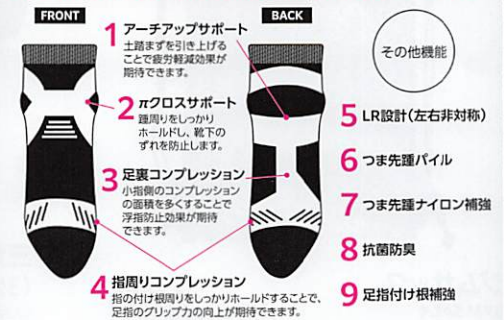 FRONT
BACK
1 アーチアップサポート
土踏まずを引き上げる
ことで疲労軽減効果が
期待できます。
2 πクロスサポート
踵周りをしっかり
ホールドし、靴下の
ずれを防止します。
3 足裏コンプレッション
小指側のコンプレッション
の面積を多くすることで
浮指防止効果が期待
できます。
4 指周りコンプレッション
指の付け根周りをしっかりホールドすることで、
足指のグリップ力の向上が期待できます。
その他機能
5 LR設計(左右非対称)
6 つま先踵パイル
7 つま先踵ナイロン補強
8 抗菌防臭
9 足指付け根補強